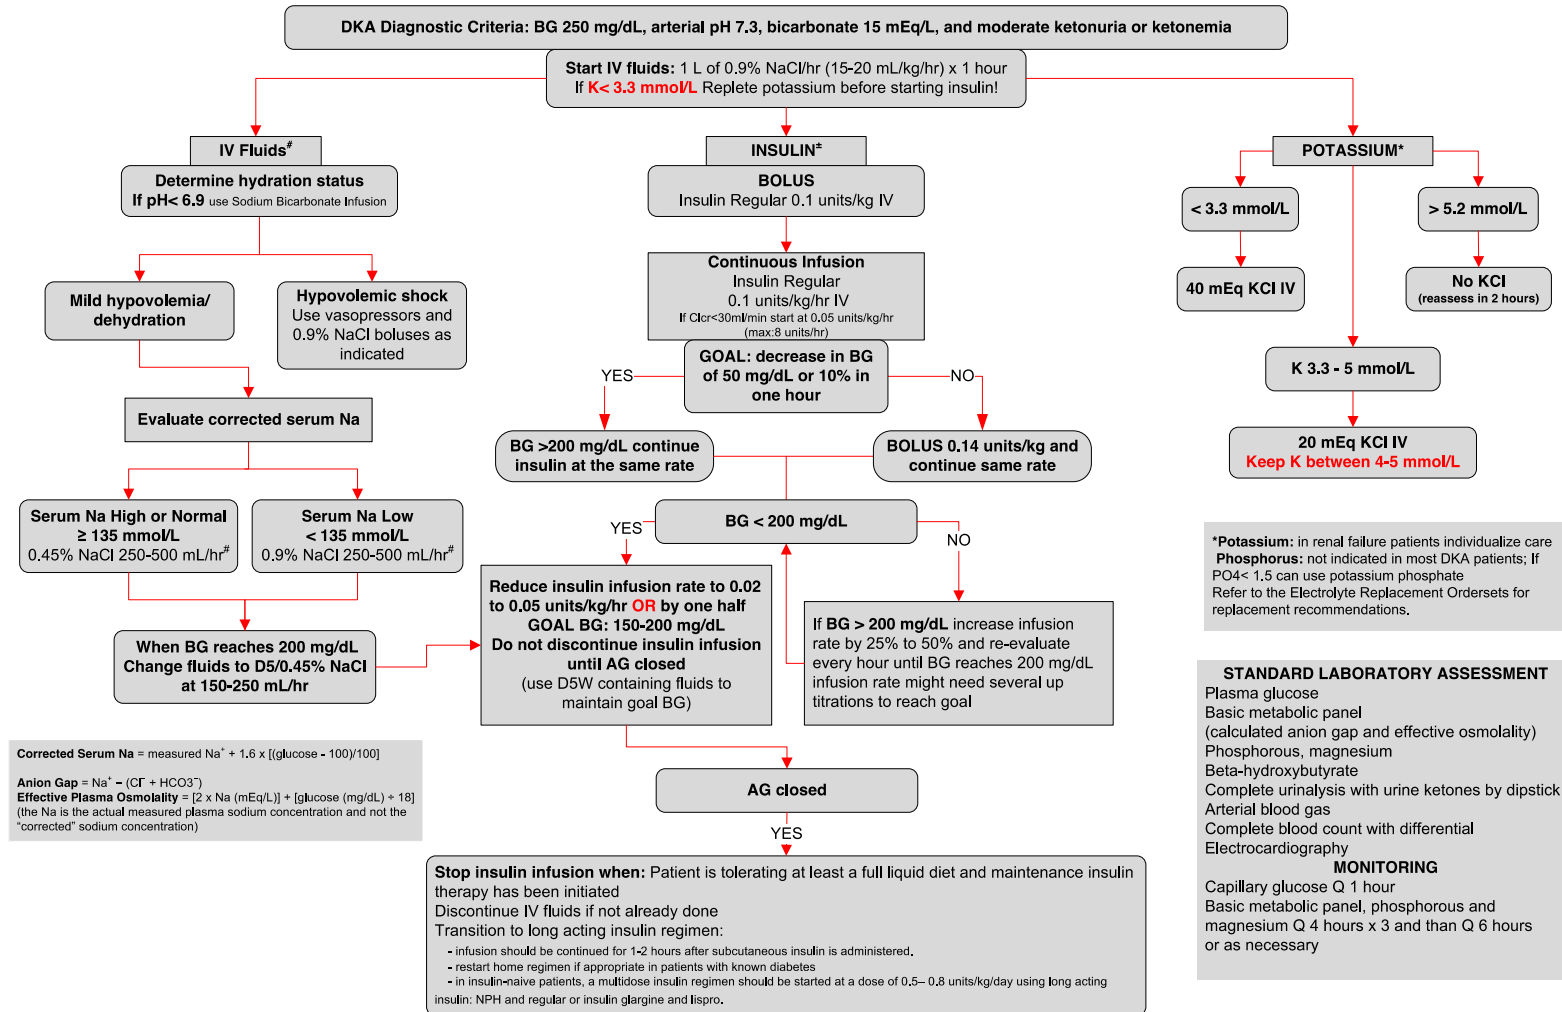 DKA Diagnostic Criteria: BG 250 mg/dL, arterial pH 7.3, bicarbonate 15 mEq/L, and moderate ketonuria or ketonemia
Start IV fluids: 1 L of 0.9% NaCl/hr (15-20 mL/kg/hr) x 1 hour
If K< 3.3 mmol/L Replete potassium before starting insulin!
IV Fluids#
Determine hydration status
If pH< 6.9 use Sodium Bicarbonate Infusion
Mild hypovolemia/
dehydration
Hypovolemic shock
Use vasopressors and
0.9% NaCl boluses as
indicated
Evaluate corrected serum Na
Serum Na High or Normal
≥ 135 mmol/L
0.45% NaCl 250-500 mL/hr#
Serum Na Low
< 135 mmol/L
0.9% NaCl 250-500 mL/hr#
When BG reaches 200 mg/dL
Change fluids to D5/0.45% NaCl
at 150-250 mL/hr
Corrected Serum Na = measured Na+ + 1.6 x [(glucose - 100)/100]
Anion Gap = Na+ – (Cl- + HCO3-)
Effective Plasma Osmolality = [2 x Na (mEq/L)] + [glucose (mg/dL) ÷ 18]
(the Na is the actual measured plasma sodium concentration and not the
"corrected" sodium concentration)
INSULIN±
BOLUS
Insulin Regular 0.1 units/kg IV
Continuous Infusion
Insulin Regular
0.1 units/kg/hr IV
If Clcr<30ml/min start at 0.05 units/kg/hr
(max:8 units/hr)
GOAL: decrease in BG
of 50 mg/dL or 10% in
one hour
YES
NO
BG >200 mg/dL continue
insulin at the same rate
BOLUS 0.14 units/kg and
continue same rate
BG < 200 mg/dL
YES
NO
Reduce insulin infusion rate to 0.02
to 0.05 units/kg/hr OR by one half
GOAL BG: 150-200 mg/dL
Do not discontinue insulin infusion
until AG closed
(use D5W containing fluids to
maintain goal BG)
If BG > 200 mg/dL increase infusion
rate by 25% to 50% and re-evaluate
every hour until BG reaches 200 mg/dL
infusion rate might need several up
titrations to reach goal
AG closed
YES
Stop insulin infusion when: Patient is tolerating at least a full liquid diet and maintenance insulin
therapy has been initiated
Discontinue IV fluids if not already done
Transition to long acting insulin regimen:
- infusion should be continued for 1-2 hours after subcutaneous insulin is administered.
- restart home regimen if appropriate in patients with known diabetes
- in insulin-naive patients, a multidose insulin regimen should be started at a dose of 0.5– 0.8 units/kg/day using long acting
insulin: NPH and regular or insulin glargine and lispro.
POTASSIUM*
< 3.3 mmol/L
> 5.2 mmol/L
40 mEq KCl IV
No KCl
(reassess in 2 hours)
K 3.3 - 5 mmol/L
20 mEq KCl IV
Keep K between 4-5 mmol/L
*Potassium: in renal failure patients individualize care
Phosphorus: not indicated in most DKA patients; If
PO4< 1.5 can use potassium phosphate
Refer to the Electrolyte Replacement Ordersets for
replacement recommendations.
STANDARD LABORATORY ASSESSMENT
Plasma glucose
Basic metabolic panel
(calculated anion gap and effective osmolality)
Phosphorous, magnesium
Beta-hydroxybutyrate
Complete urinalysis with urine ketones by dipstick
Arterial blood gas
Complete blood count with differential
Electrocardiography
MONITORING
Capillary glucose Q 1 hour
Basic metabolic panel, phosphorous and
magnesium Q 4 hours x 3 and than Q 6 hours
or as necessary